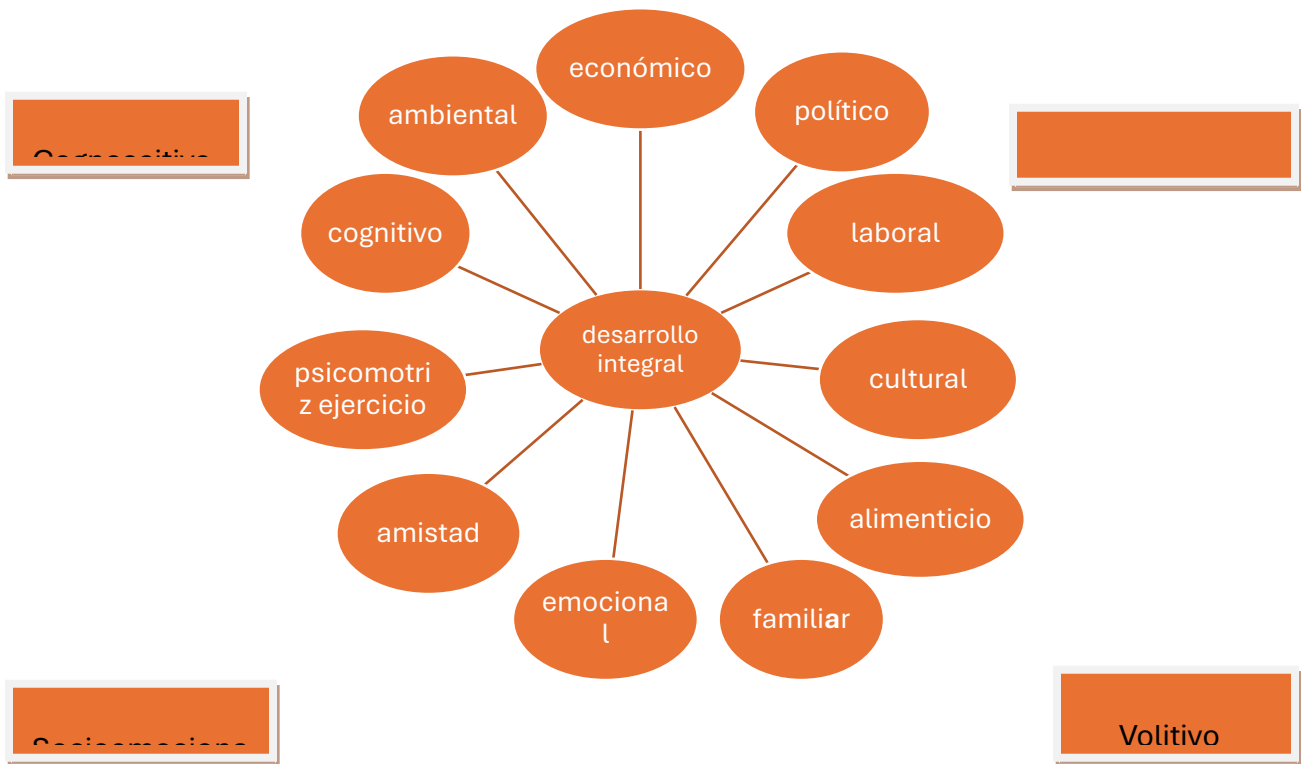 económico
ambiental
político
cognitivo
laboral
desarrollo
integral
psicomotri
z ejercicio
cultural
amistad
alimenticio
emociona
l
familiar
Volitivo